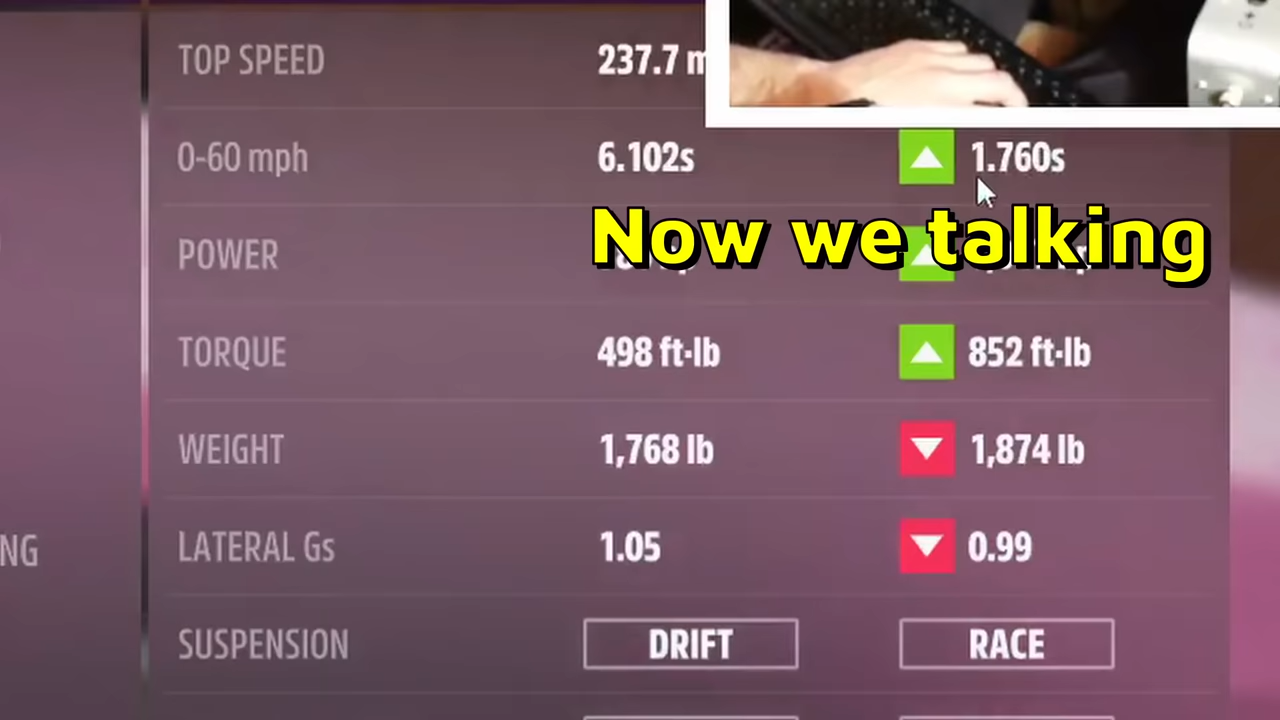 TOP SPEED 237.7
0-60 mph 6.102s 1.760s
Now we talking
POWER
TORQUE 498 ft·lb 852 ft·lb
WEIGHT 1,768 lb 1,874 lb
NG
LATERAL Gs 1.05 0.99
SUSPENSION DRIFT RACE